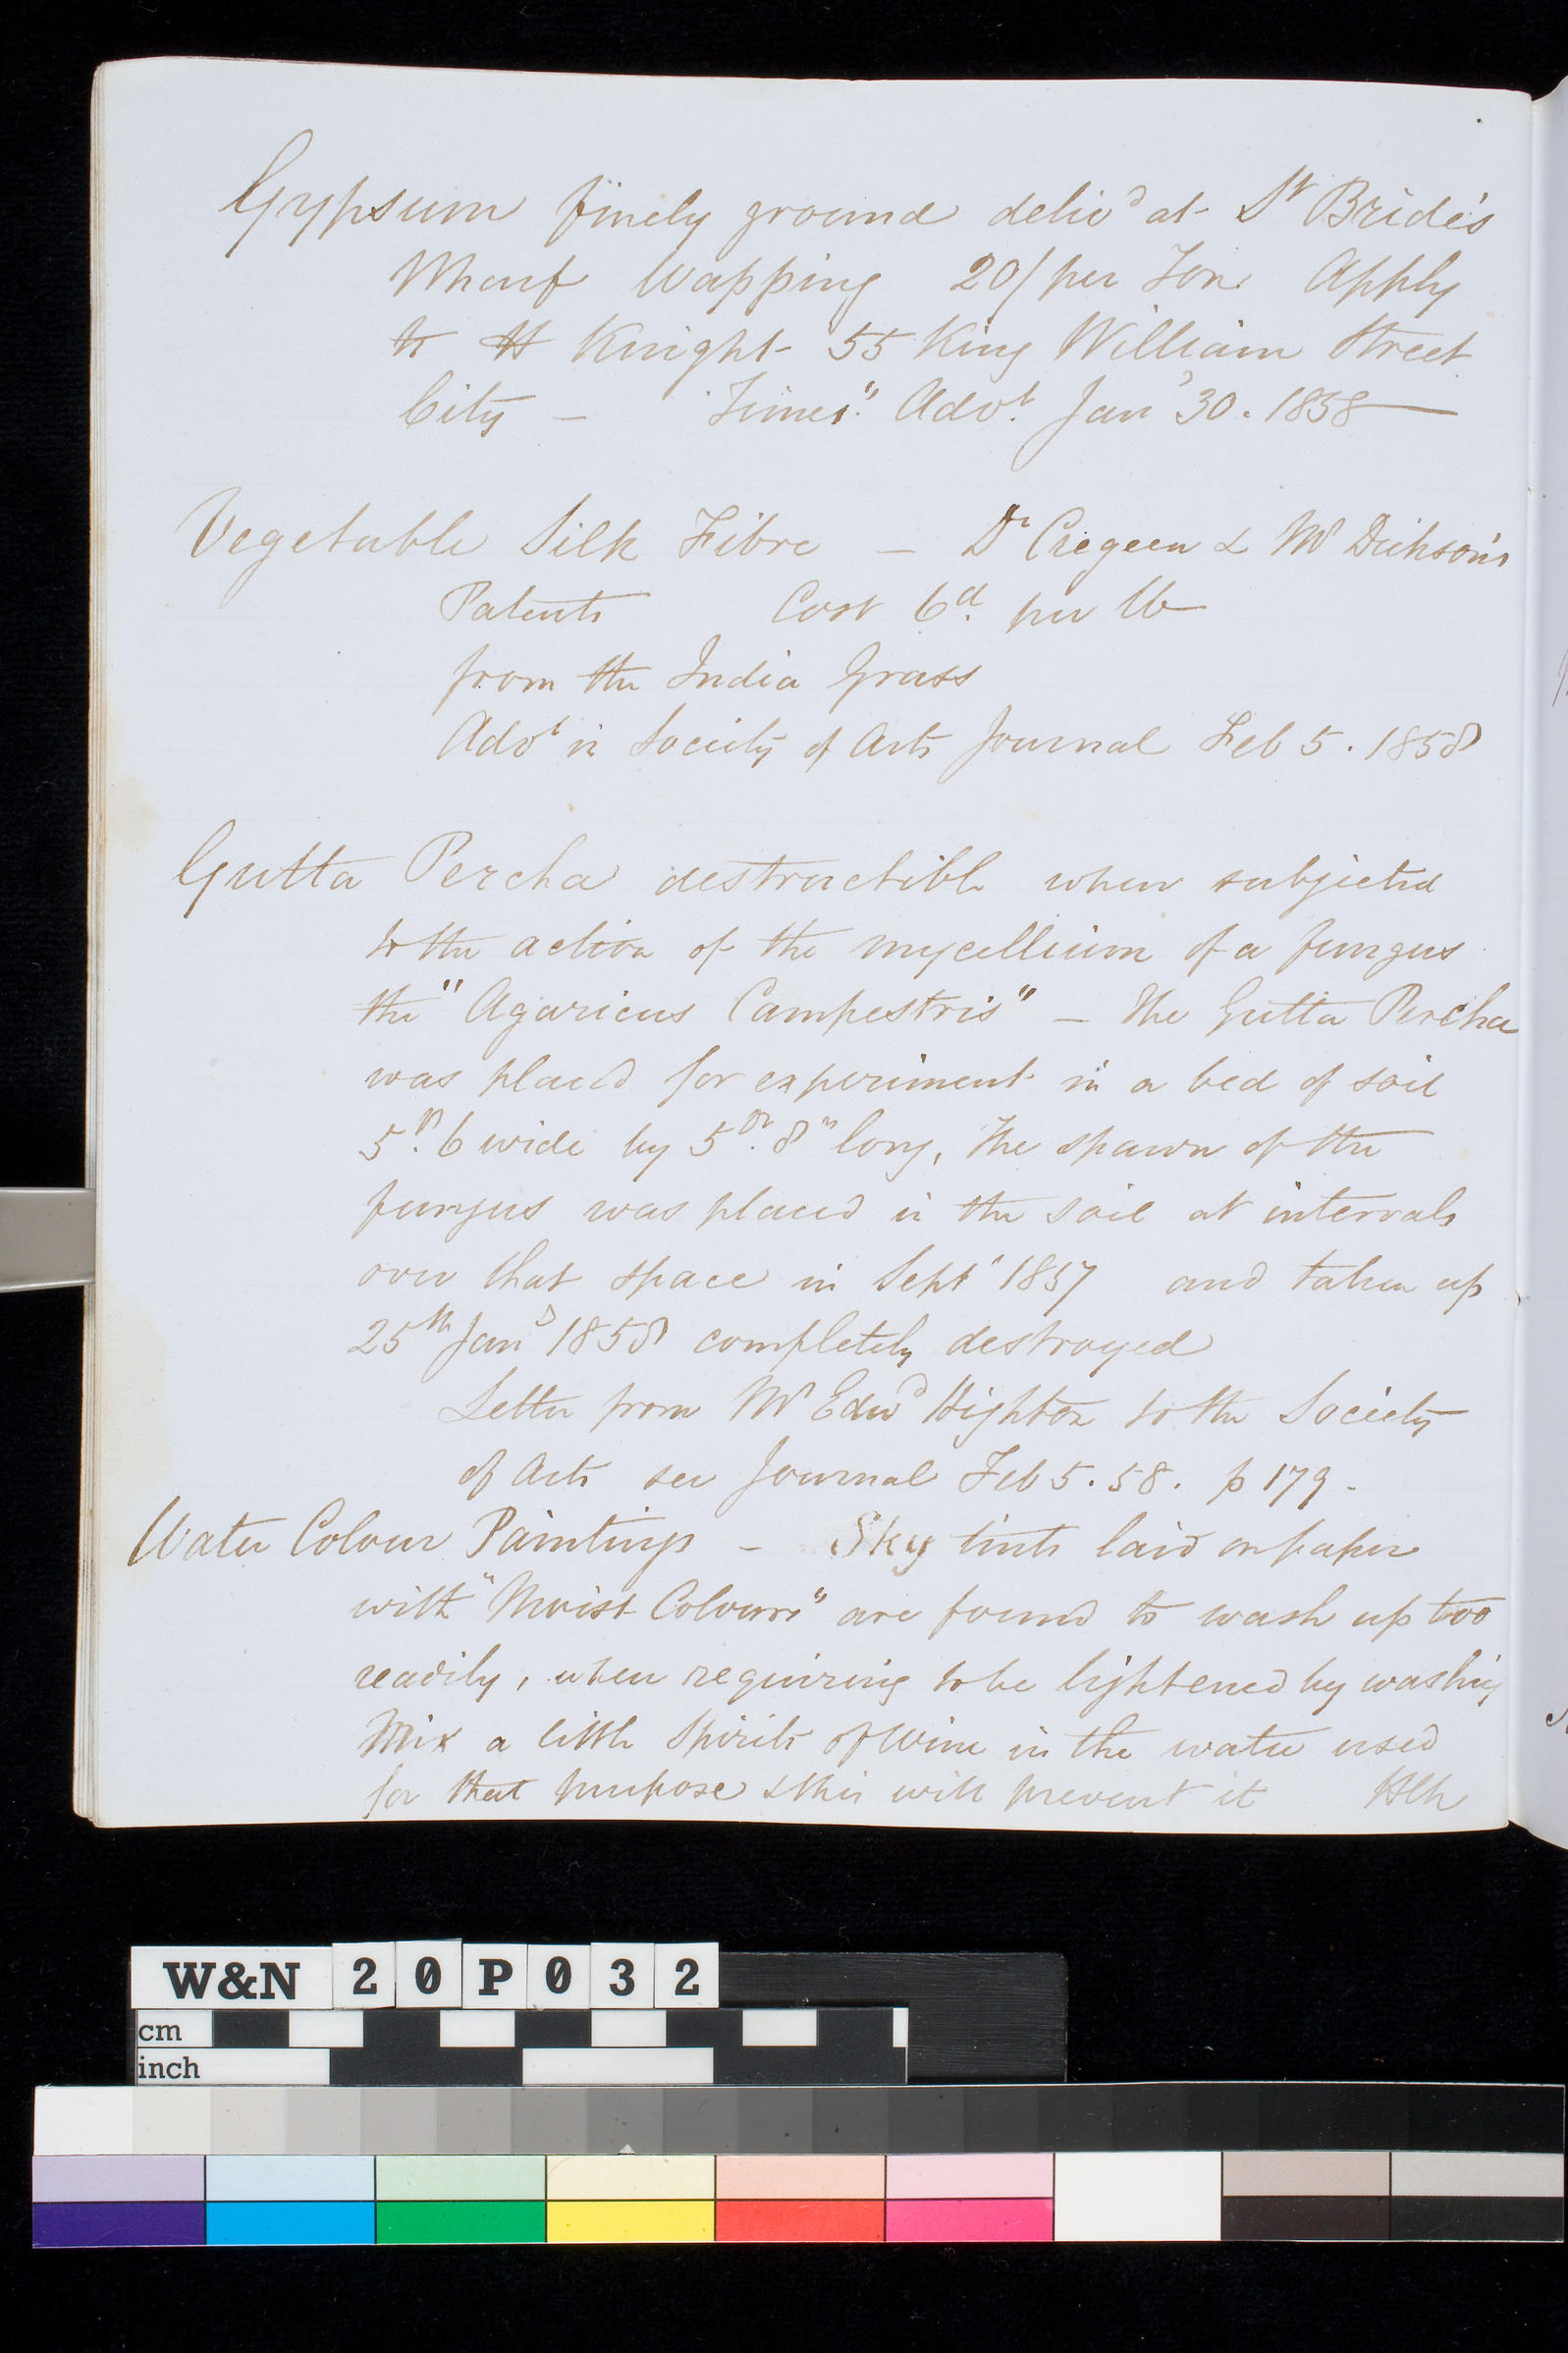 Gypsum finely ground deliv^d at St Bride's
Wharf Wapping 20/ per Ton Apply
to H Knight 55 King William Street
City — "Times" Adv^t Jan^y 30. 1858
Vegetable Silk Fibre — D^r Cregeen & M^r Dickson's
Patents Cost 6^d per lb
from the India Grass
Adv^t in Society of Arts Journal Feb 5. 1858
Gutta Percha destructible when subjected
to the action of the mycellium of a fungus
the "Agaricus Campestris" — The Gutta Percha
was placed for experiment in a bed of soil
5^ft. 6 wide by 5^ft. 8" long, The spawn of the
fungus was placed in the soil at intervals
over that space in Sept^r 1857 and taken up
25^th Jan^y 1858 completely destroyed
Letter from M^r Edw^d Highton to the Society
of Arts see Journal Feb 5. 58. p 179.
Water Colour Paintings — Sky tints laid on paper
with "Moist Colours" are found to wash up too
readily, when requiring to be lightened by washing
Mix a little Spirits of Wine in the water used
for that purpose & this will prevent it
W&N 20P032
cm
inch